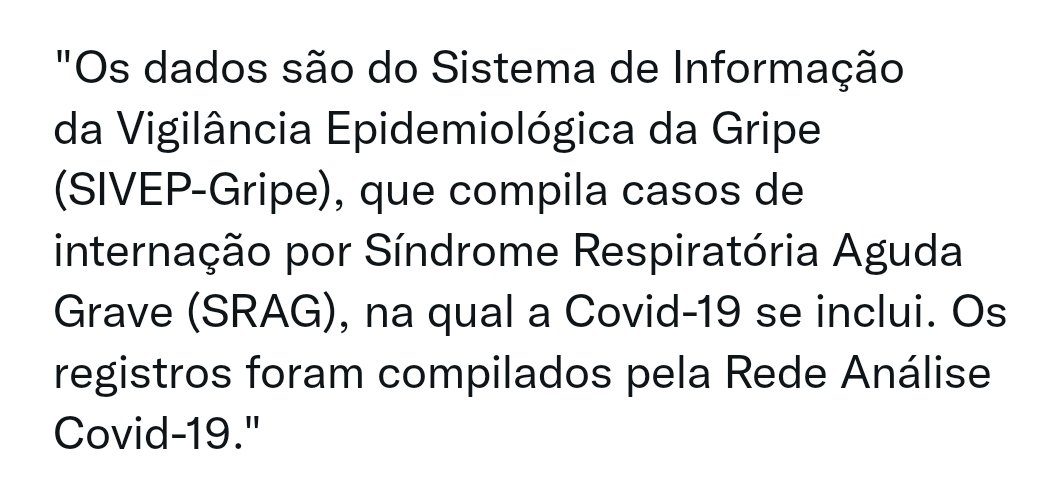 "Os dados são do Sistema de Informação
da Vigilância Epidemiológica da Gripe
(SIVEP-Gripe), que compila casos de
internação por Síndrome Respiratória Aguda
Grave (SRAG), na qual a Covid-19 se inclui. Os
registros foram compilados pela Rede Análise
Covid-19."